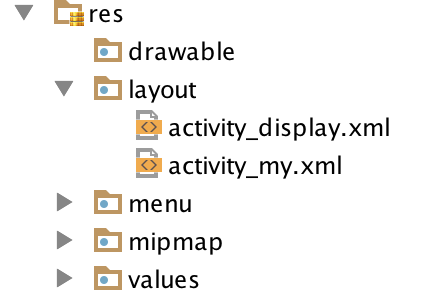 res
drawable
layout
activity_display.xml
activity_my.xml
menu
mipmap
values